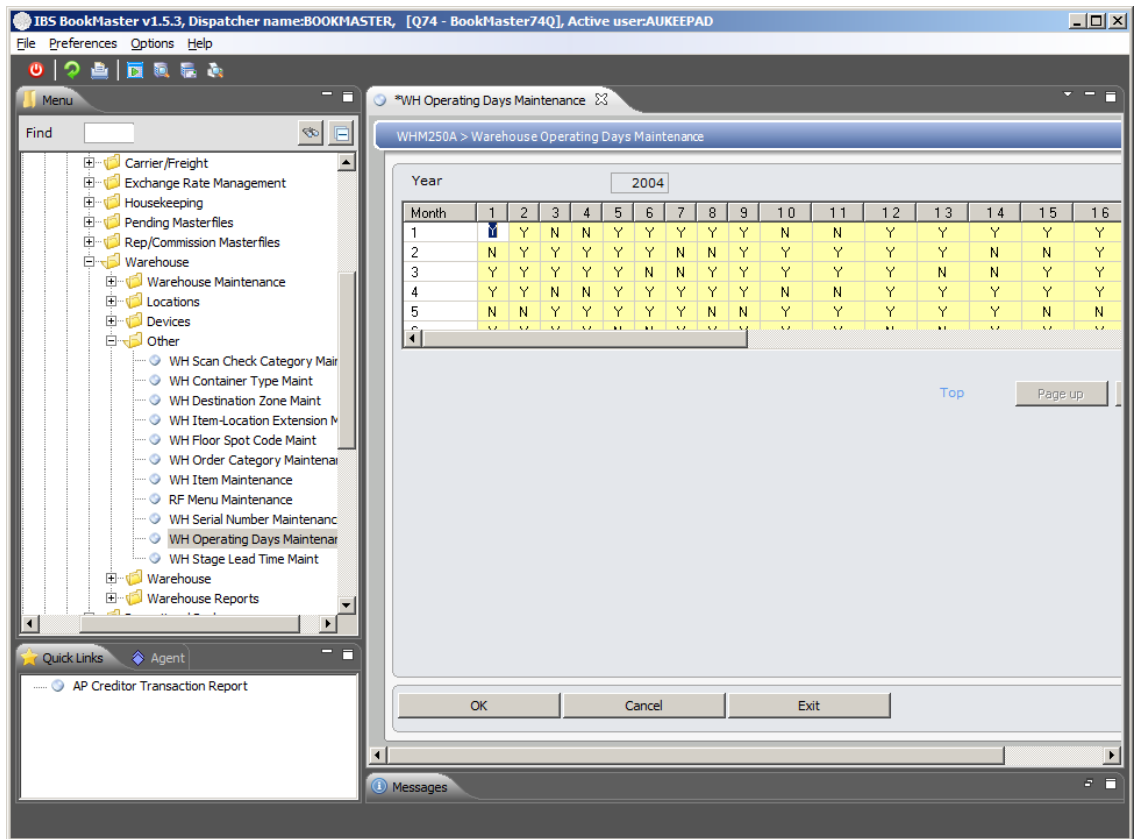 IBS BookMaster v1.5.3, Dispatcher name:BOOKMASTER, [Q74 - BookMaster74Q], Active user:AUKEEPAD
File Preferences Options Help
Menu
Find
Carrier/Freight
Exchange Rate Management
Housekeeping
Pending Masterfiles
Rep/Commission Masterfiles
Warehouse
Warehouse Maintenance
Locations
Devices
Other
WH Scan Check Category Mair
WH Container Type Maint
WH Destination Zone Maint
WH Item-Location Extension M
WH Floor Spot Code Maint
WH Order Category Maintenar
WH Item Maintenance
RF Menu Maintenance
WH Serial Number Maintenanc
WH Operating Days Maintenar
WH Stage Lead Time Maint
Warehouse
Warehouse Reports
Quick Links Agent
AP Creditor Transaction Report
*WH Operating Days Maintenance
WHM250A > Warehouse Operating Days Maintenance
Year 2004
Month 1 2 3 4 5 6 7 8 9 10 11 12 13 14 15 16
1 Y Y N N Y Y Y Y Y N N Y Y Y Y Y
2 N Y Y Y Y Y N N Y Y Y Y Y N N Y
3 Y Y Y Y Y N N Y Y Y Y Y N N Y Y
4 Y Y N N Y Y Y Y Y N N Y Y Y Y Y
5 N N Y Y Y Y Y N N Y Y Y Y Y N N
Top Page up
OK Cancel Exit
Messages